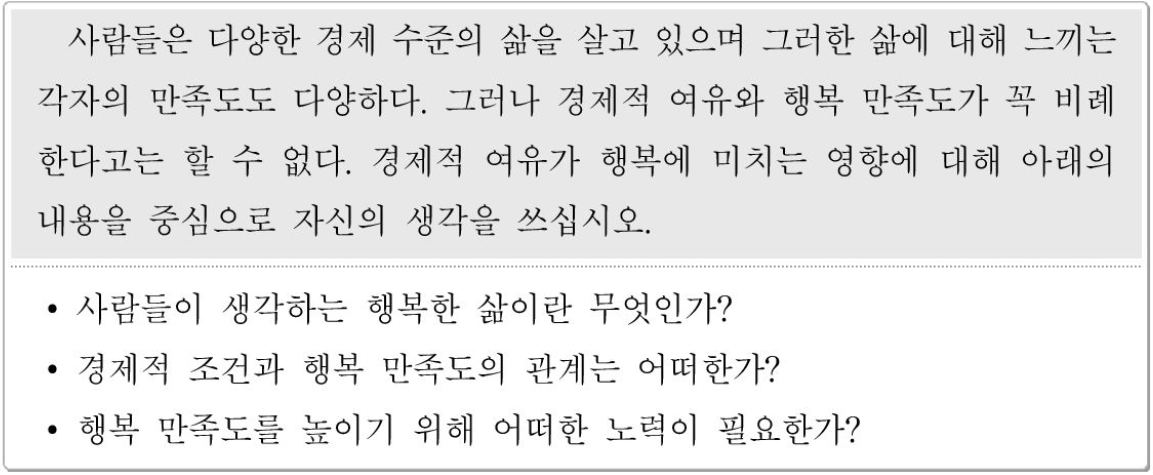 사람들은 다양한 경제 수준의 삶을 살고 있으며 그러한 삶에 대해 느끼는
각자의 만족도도 다양하다. 그러나 경제적 여유와 행복 만족도가 꼭 비례
한다고는 할 수 없다. 경제적 여유가 행복에 미치는 영향에 대해 아래의
내용을 중심으로 자신의 생각을 쓰십시오.
• 사람들이 생각하는 행복한 삶이란 무엇인가?
• 경제적 조건과 행복 만족도의 관계는 어떠한가?
• 행복 만족도를 높이기 위해 어떠한 노력이 필요한가?